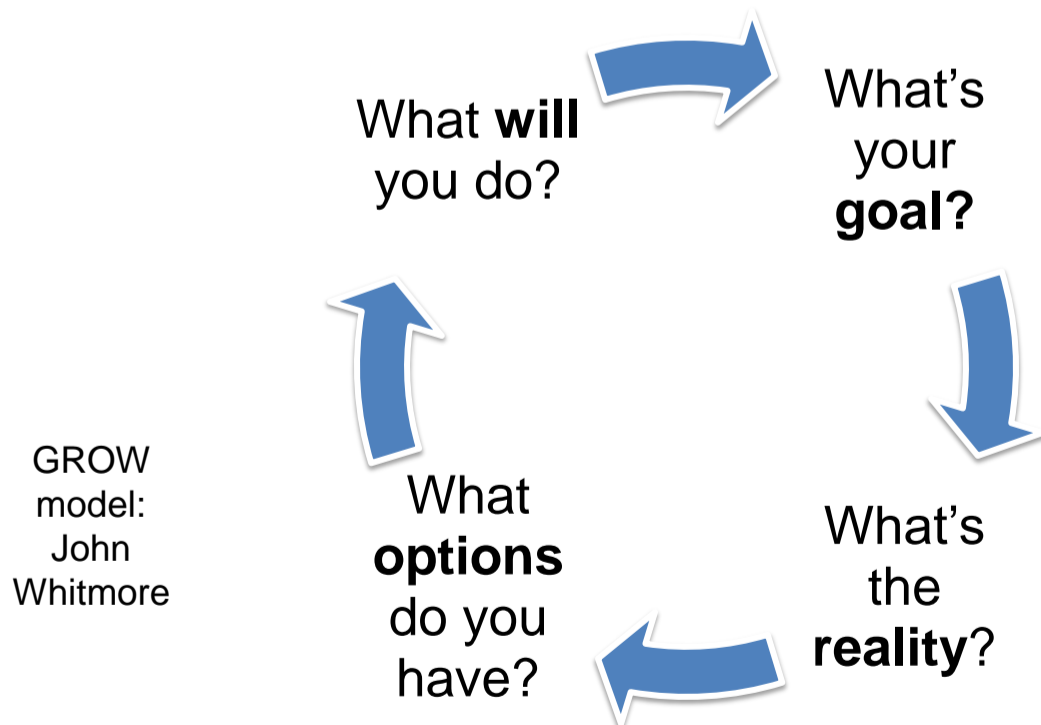 What will
you do?
What’s
your
goal?
GROW
model:
John
Whitmore
What
options
do you
have?
What’s
the
reality?